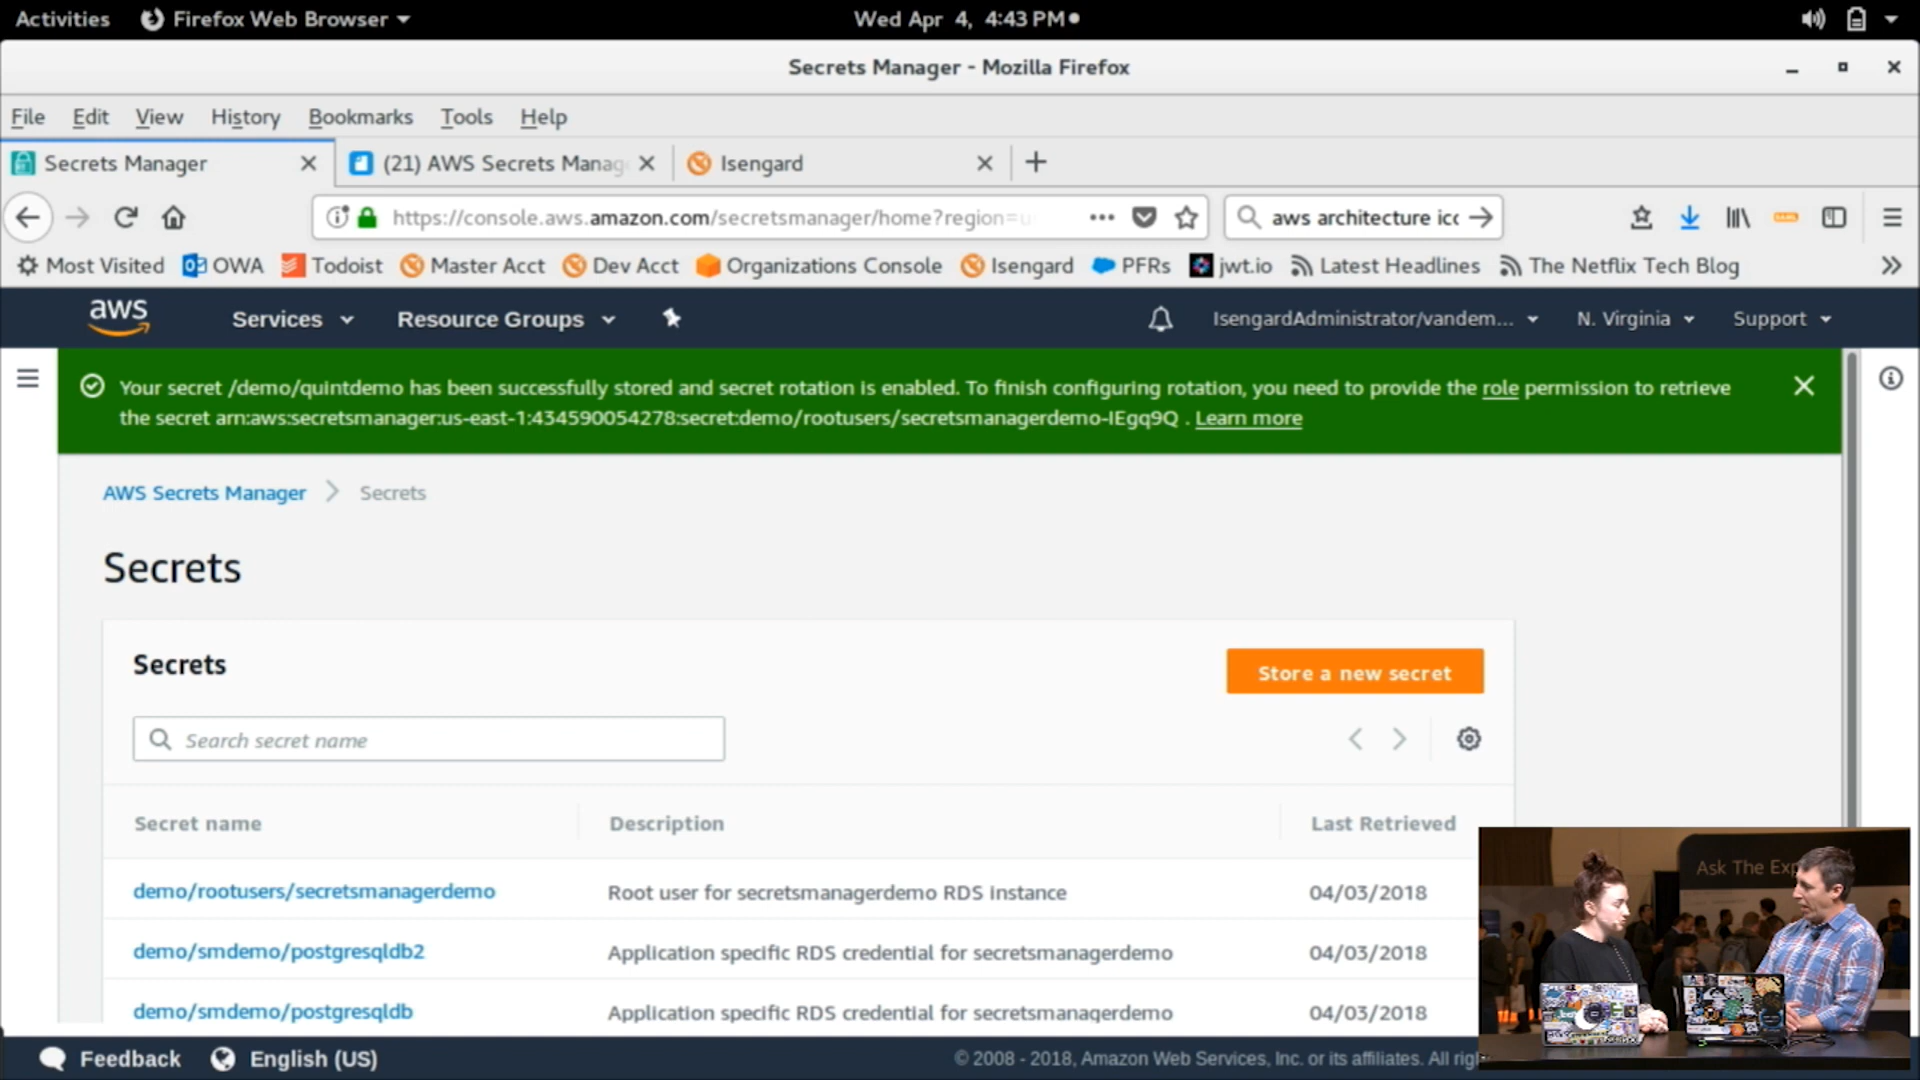 Activities Firefox Web Browser Wed Apr 4, 4:43 PM
Secrets Manager - Mozilla Firefox
File Edit View History Bookmarks Tools Help
Secrets Manager (21) AWS Secrets Manag Isengard
https://console.aws.amazon.com/secretsmanager/home?region=u aws architecture ico
Most Visited OWA Todoist Master Acct Dev Acct Organizations Console Isengard PFRs jwt.io Latest Headlines The Netflix Tech Blog
aws Services Resource Groups IsengardAdministrator/vandem... N. Virginia Support
Your secret /demo/quintdemo has been successfully stored and secret rotation is enabled. To finish configuring rotation, you need to provide the role permission to retrieve
the secret arn:aws:secretsmanager:us-east-1:434590054278:secret:demo/rootusers/secretsmanagerdemo-IEgq9Q . Learn more
AWS Secrets Manager Secrets
Secrets
Secrets
Store a new secret
Search secret name
Secret name Description Last Retrieved
demo/rootusers/secretsmanagerdemo Root user for secretsmanagerdemo RDS instance 04/03/2018
demo/smdemo/postgresqldb2 Application specific RDS credential for secretsmanagerdemo 04/03/2018
demo/smdemo/postgresqldb Application specific RDS credential for secretsmanagerdemo 04/03/2018
Ask The Exp
Feedback English (US) © 2008 - 2018, Amazon Web Services, Inc. or its affiliates. All rig